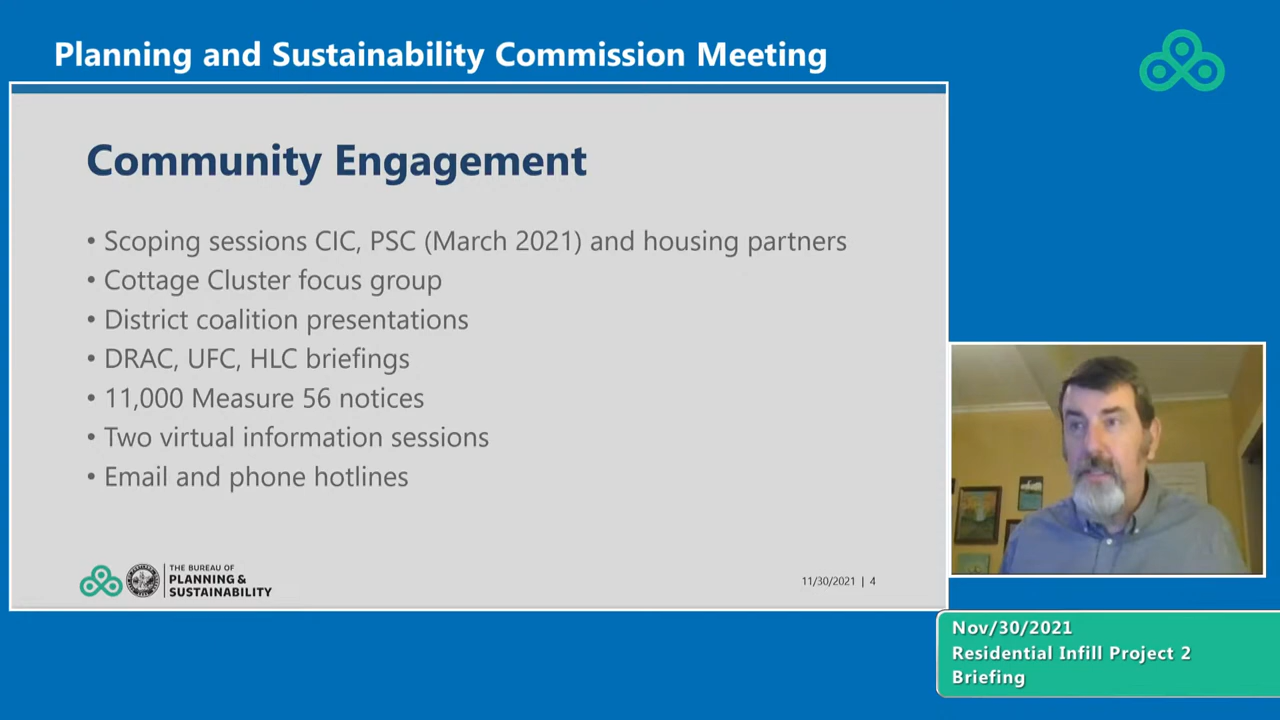 Planning and Sustainability Commission Meeting
Community Engagement
• Scoping sessions CIC, PSC (March 2021) and housing partners
• Cottage Cluster focus group
• District coalition presentations
• DRAC, UFC, HLC briefings
• 11,000 Measure 56 notices
• Two virtual information sessions
• Email and phone hotlines
THE BUREAU OF
PLANNING &
SUSTAINABILITY
11/30/2021 | 4
Nov/30/2021
Residential Infill Project 2
Briefing